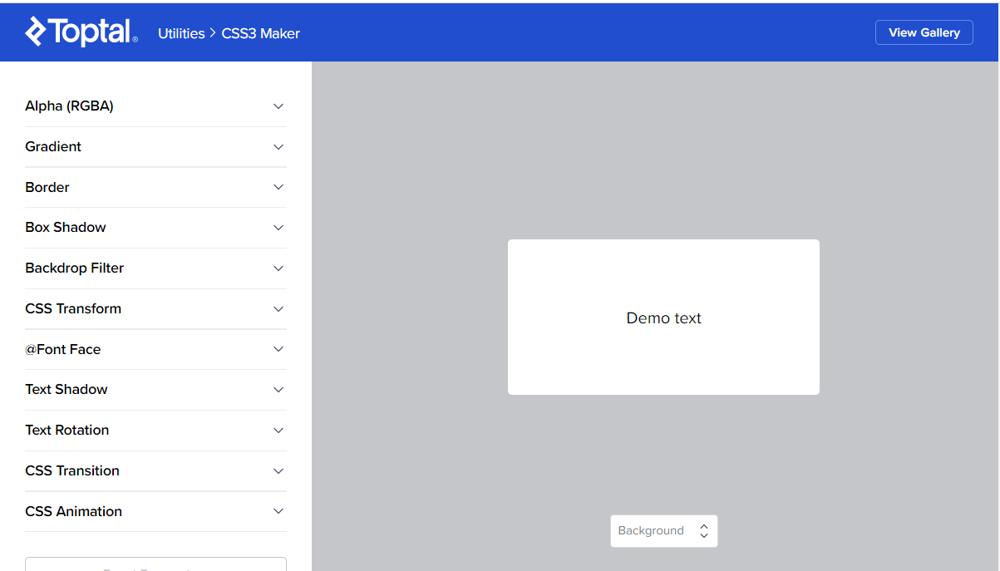 Toptal®
Utilities > CSS3 Maker
View Gallery
Alpha (RGBA)
Gradient
Border
Box Shadow
Backdrop Filter
CSS Transform
@Font Face
Text Shadow
Text Rotation
CSS Transition
CSS Animation
Demo text
Background